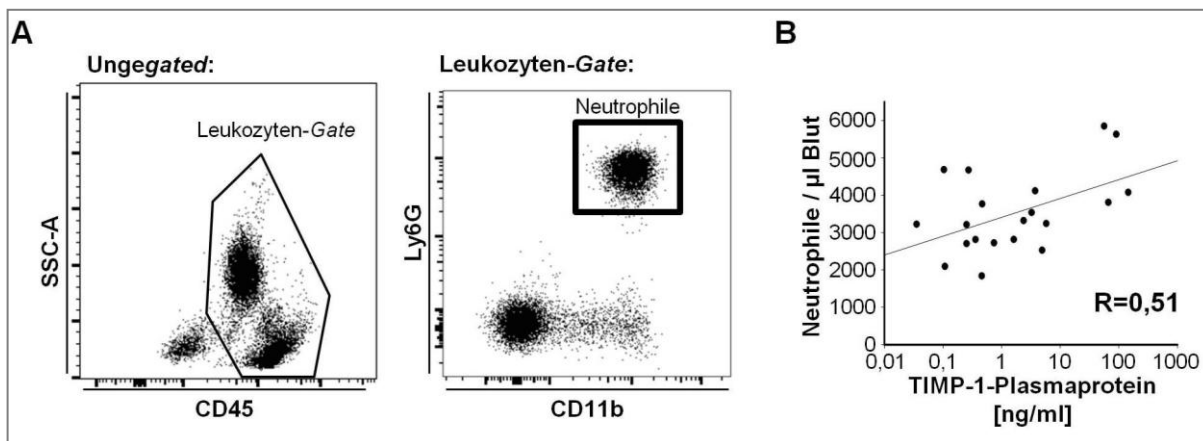 A
Ungegated:
Leukozyten-Gate
SSC-A
CD45
Leukozyten-Gate:
Neutrophile
Ly6G
CD11b
B
Neutrophile / µl Blut
6000
5000
4000
3000
2000
1000
0
R=0,51
0,01 0,1 1 10 100 1000
TIMP-1-Plasmaprotein
[ng/ml]